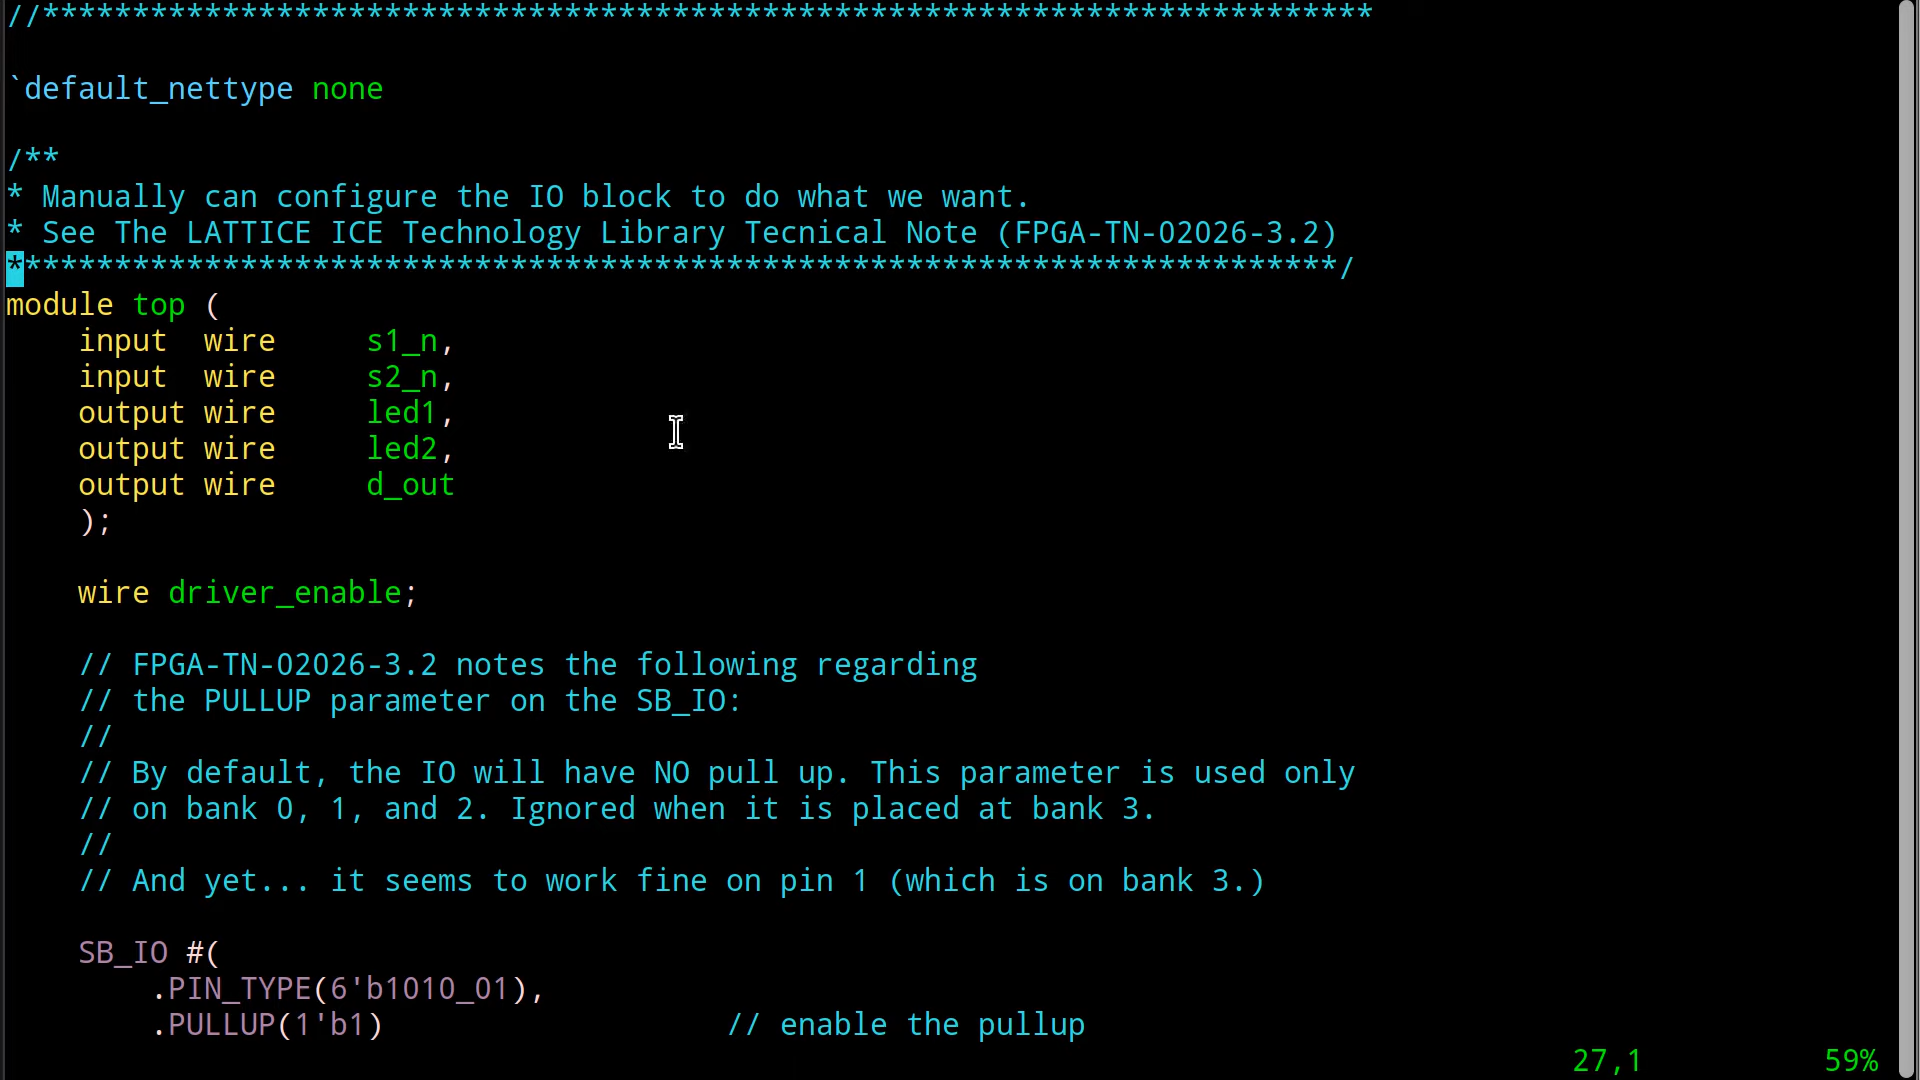 //**************************************************************************
`default_nettype none
/**
* Manually can configure the IO block to do what we want.
* See The LATTICE ICE Technology Library Tecnical Note (FPGA-TN-02026-3.2)
**************************************************************************/
module top (
    input  wire     s1_n,
    input  wire     s2_n,
    output wire     led1,
    output wire     led2,
    output wire     d_out
    );
    wire driver_enable;
    // FPGA-TN-02026-3.2 notes the following regarding
    // the PULLUP parameter on the SB_IO:
    //
    // By default, the IO will have NO pull up. This parameter is used only
    // on bank 0, 1, and 2. Ignored when it is placed at bank 3.
    //
    // And yet... it seems to work fine on pin 1 (which is on bank 3.)
    SB_IO #(
        .PIN_TYPE(6'b1010_01),
        .PULLUP(1'b1)                   // enable the pullup
27,1          59%